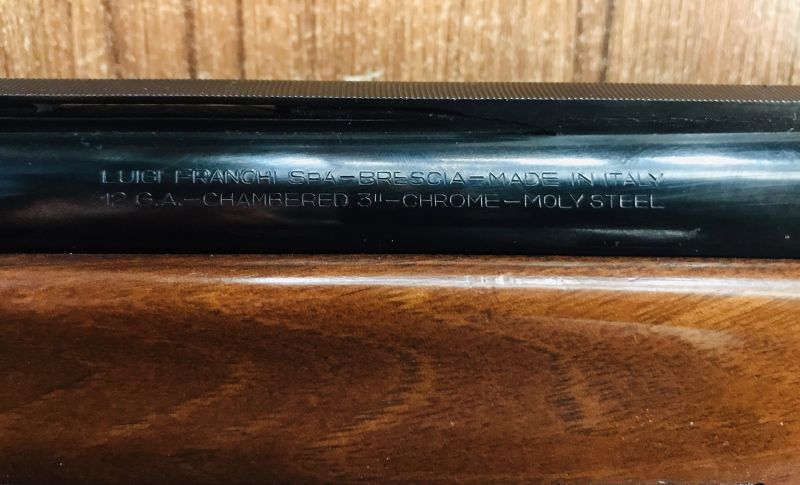 LUIGI FRANCHI SPA-BRESCIA-MADE IN ITALY
12 G.A.-CHAMBERED 3"-CHROME-MOLY STEEL